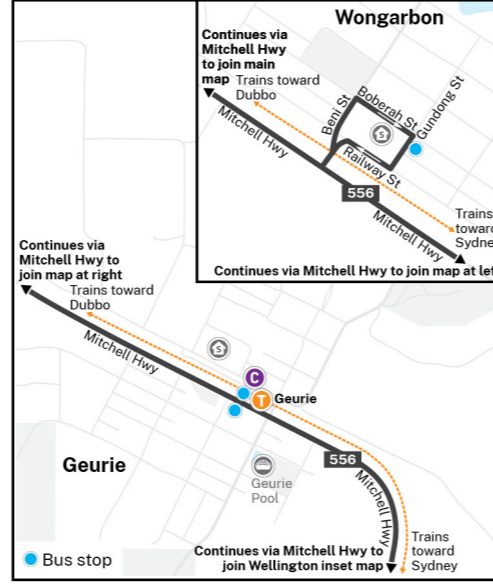 Wongarbon
Continues via
Mitchell Hwy
to join main
map
Trains toward
Dubbo
Mitchell Hwy
Beni St
Boberah St
Gundong St
S
Railway St
556
Mitchell Hwy
Trains
toward
Sydne
Continues via Mitchell Hwy to join map at lef
Continues via
Mitchell Hwy to
join map at right
Trains toward
Dubbo
Mitchell Hwy
S
C
T Geurie
Geurie
556
Geurie
Pool
Mitchell Hwy
Trains
toward
Sydney
Continues via Mitchell Hwy to
join Wellington inset map
Bus stop